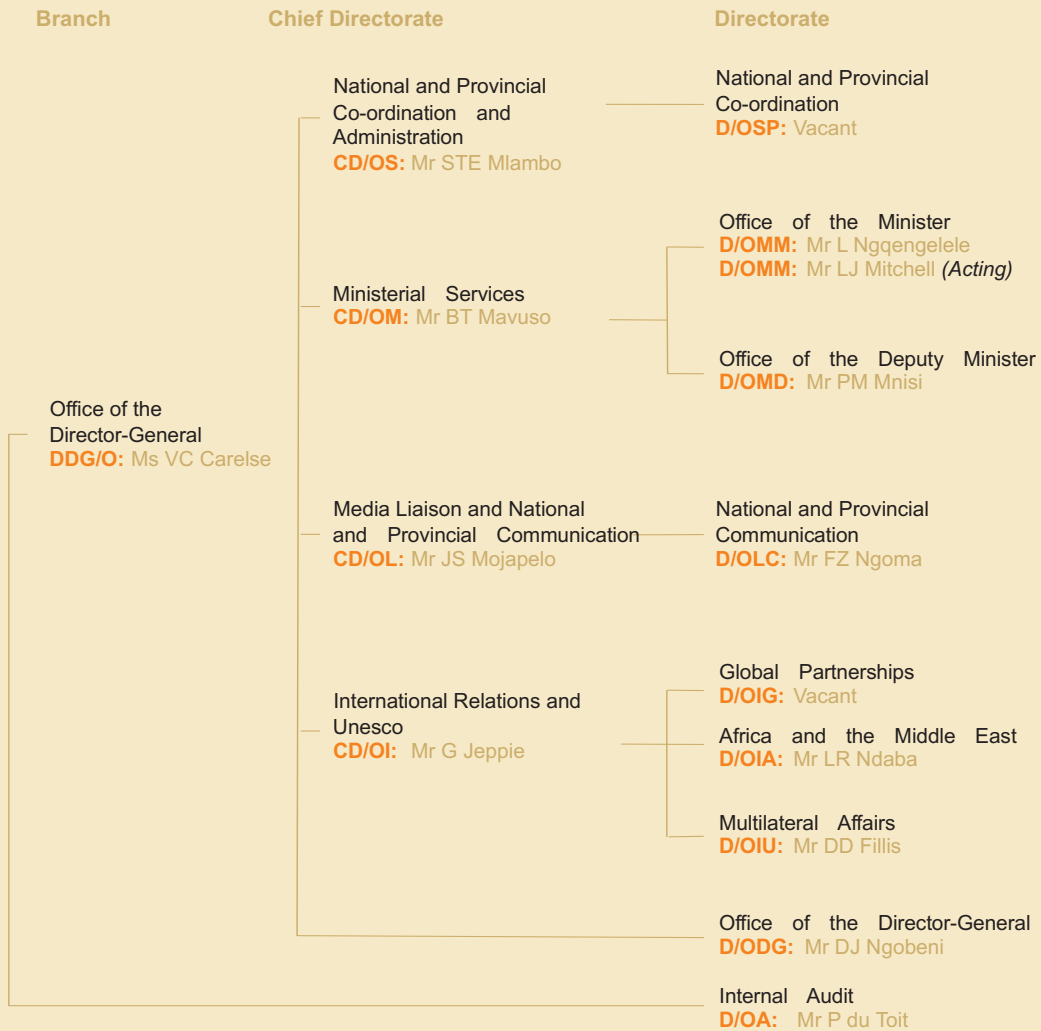 Branch
Chief Directorate
Directorate
Office of the
Director-General
DDG/O: Ms VC Carelse
National and Provincial
Co-ordination and
Administration
CD/OS: Mr STE Mlambo
National and Provincial
Co-ordination
D/OSP: Vacant
Ministerial Services
CD/OM: Mr BT Mavuso
Office of the Minister
D/OMM: Mr L Ngqengelele
D/OMM: Mr LJ Mitchell (Acting)
Office of the Deputy Minister
D/OMD: Mr PM Mnisi
Media Liaison and National
and Provincial Communication
CD/OL: Mr JS Mojapelo
National and Provincial
Communication
D/OLC: Mr FZ Ngoma
International Relations and
Unesco
CD/OI: Mr G Jeppie
Global Partnerships
D/OIG: Vacant
Africa and the Middle East
D/OIA: Mr LR Ndaba
Multilateral Affairs
D/OIU: Mr DD Fillis
Office of the Director-General
D/ODG: Mr DJ Ngobeni
Internal Audit
D/OA: Mr P du Toit